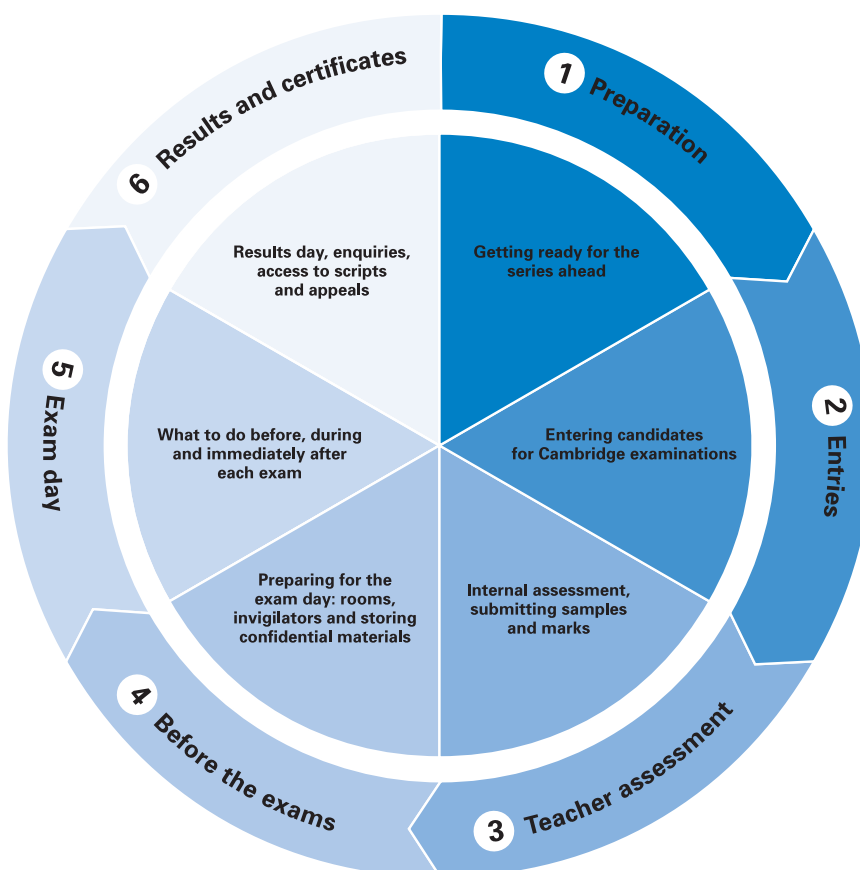 1 Preparation
Getting ready for the
series ahead
2 Entries
Entering candidates
for Cambridge examinations
3 Teacher assessment
Internal assessment,
submitting samples
and marks
4 Before the exams
Preparing for the
exam day: rooms,
invigilators and storing
confidential materials
5 Exam day
What to do before, during
and immediately after
each exam
6 Results and certificates
Results day, enquiries,
access to scripts
and appeals